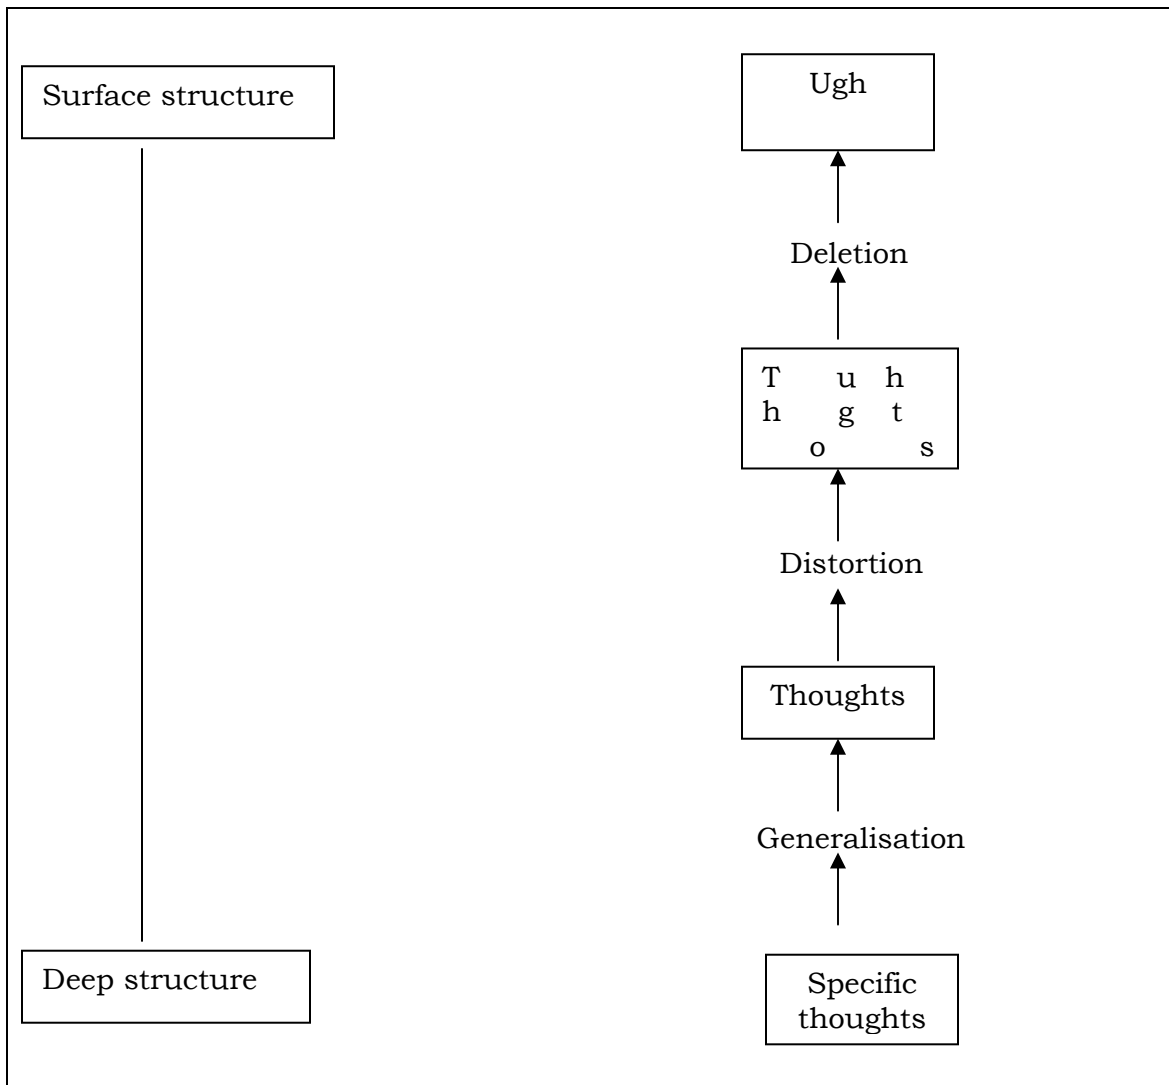 Surface structure
Ugh
Deletion
T u h
h g t
o s
Distortion
Thoughts
Generalisation
Deep structure
Specific
thoughts